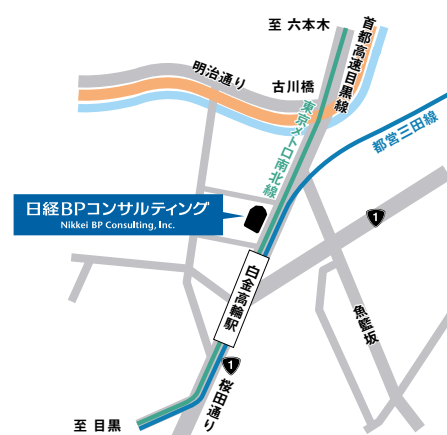 至 六本木
首都高速目黒線
明治通り
古川橋
東京メトロ南北線
都営三田線
日経BPコンサルティング
Nikkei BP Consulting, Inc.
1
白金高輪駅
魚籃坂
1
桜田通り
至 目黒